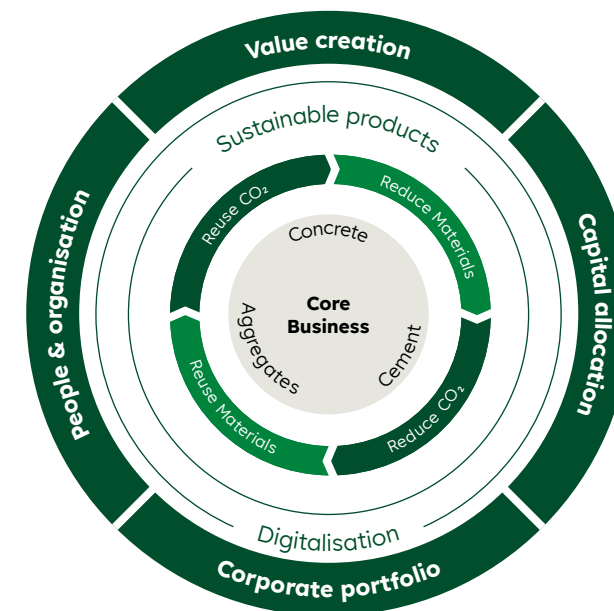 Value creation
Sustainable products
Reuse CO₂
Reduce Materials
Concrete
People & organisation
Capital allocation
Core
Business
Aggregates
Cement
Reuse Materials
Reduce CO₂
Digitalisation
Corporate portfolio